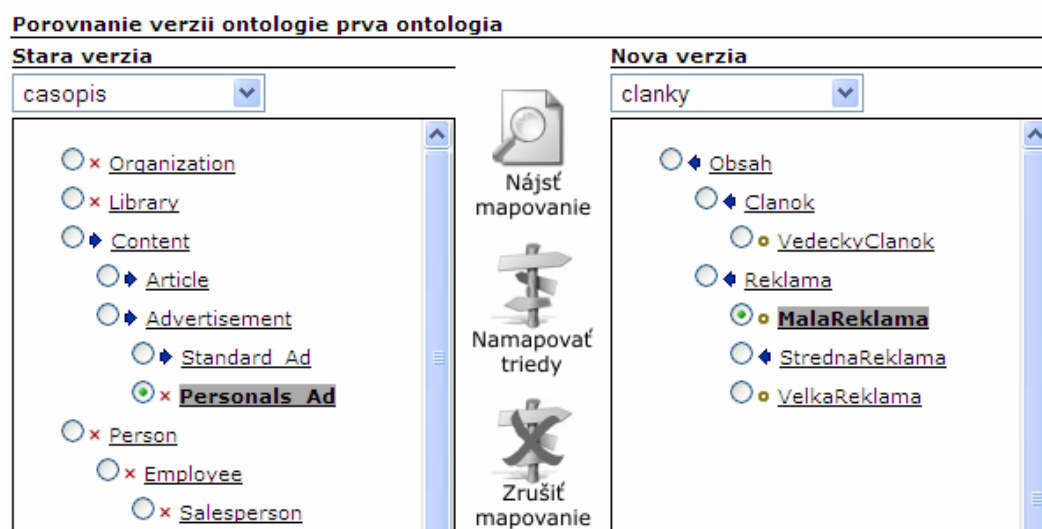 Porovnanie verzii ontologie prva ontologia
Stara verzia
casopis
Organization
Library
Content
Article
Advertisement
Standard_Ad
Personals_Ad
Person
Employee
Salesperson
Nájsť
mapovanie
Namapovať
triedy
Zrušiť
mapovanie
Nova verzia
clanky
Obsah
Clanok
VedeckyClanok
Reklama
MalaReklama
StrednaReklama
VelkaReklama